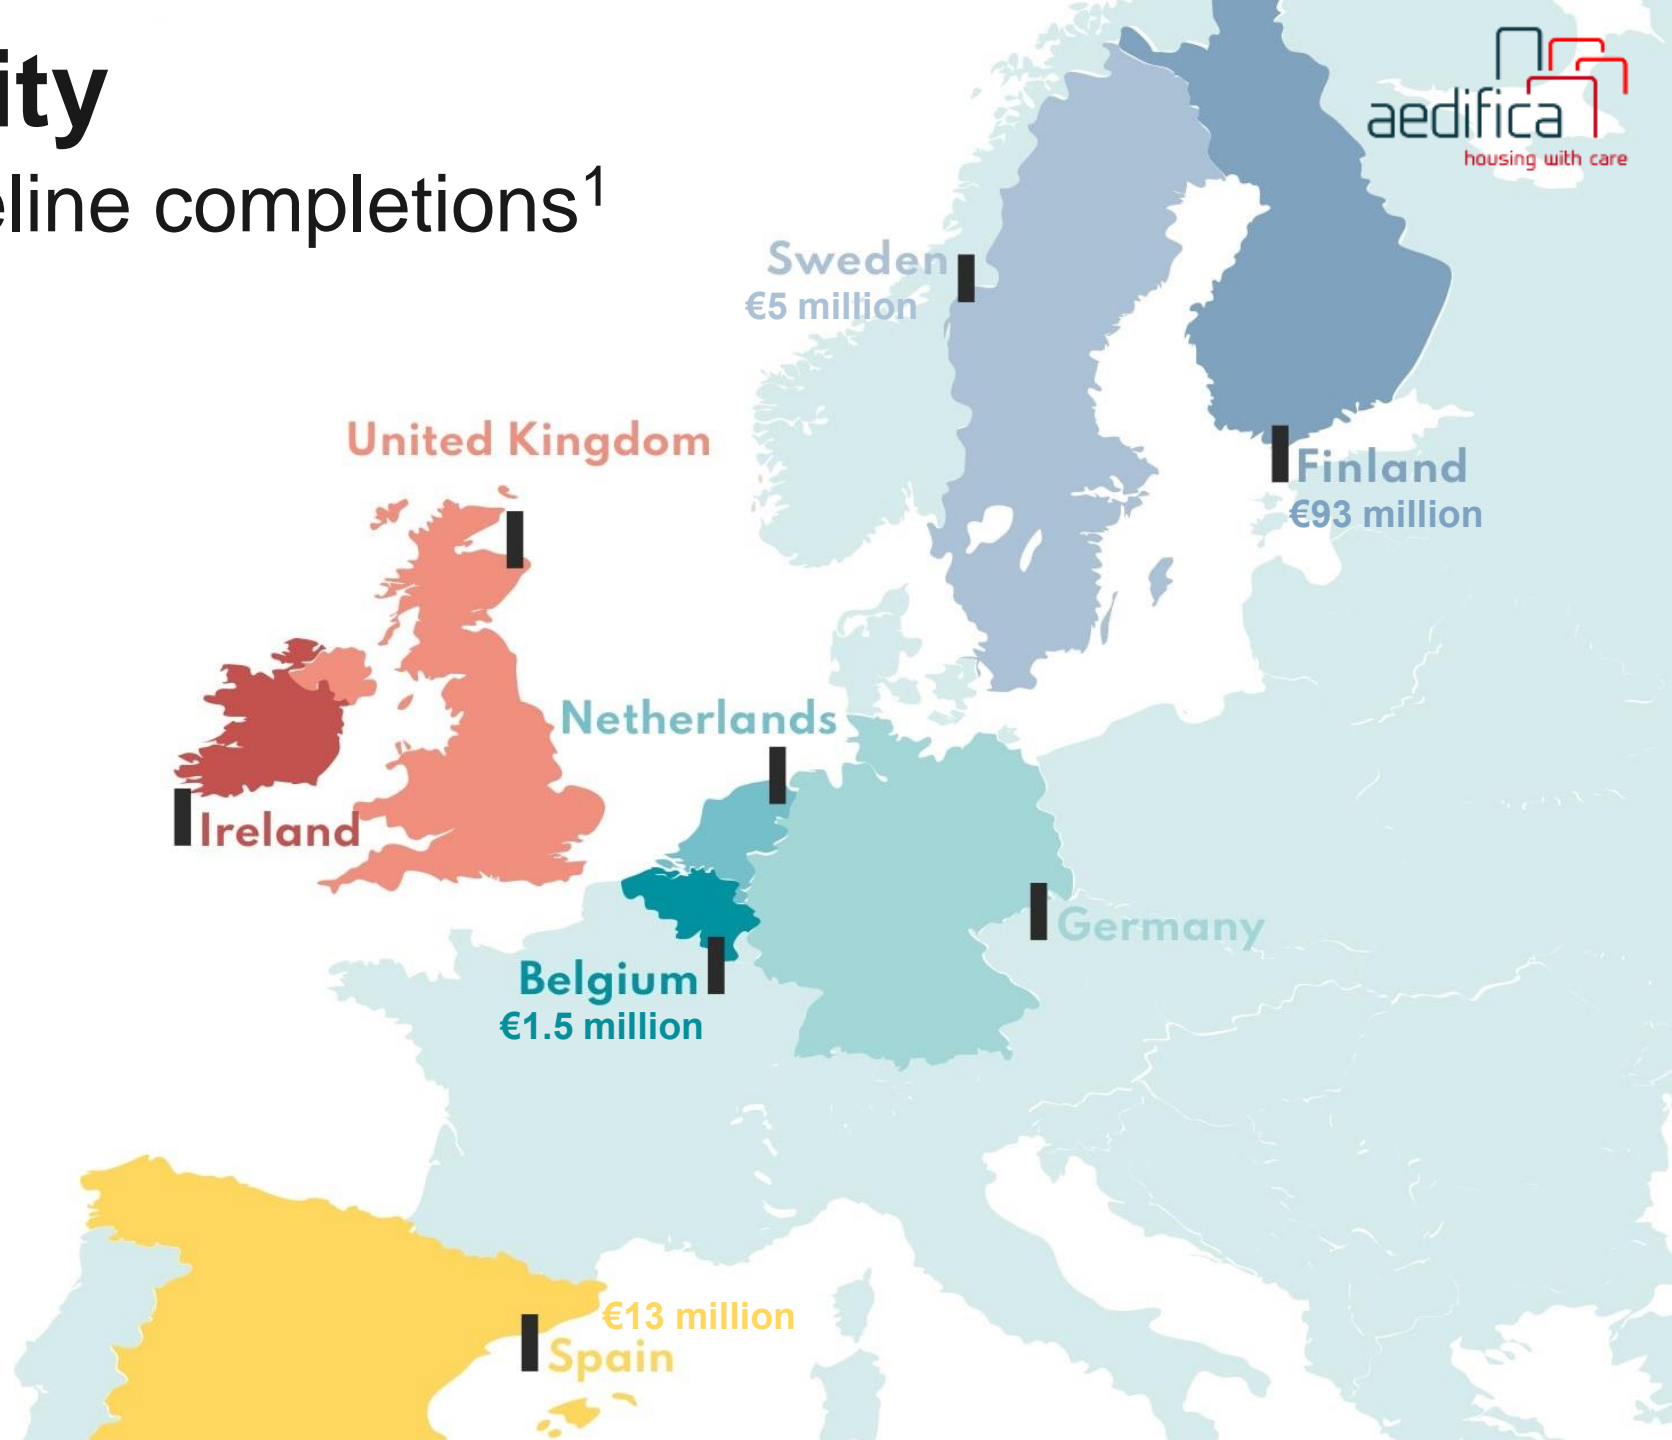 ity
eline completions1
aedifica
housing with care
Sweden
€5 million
United Kingdom
Finland
€93 million
Netherlands
Ireland
Germany
Belgium
€1.5 million
€13 million
Spain